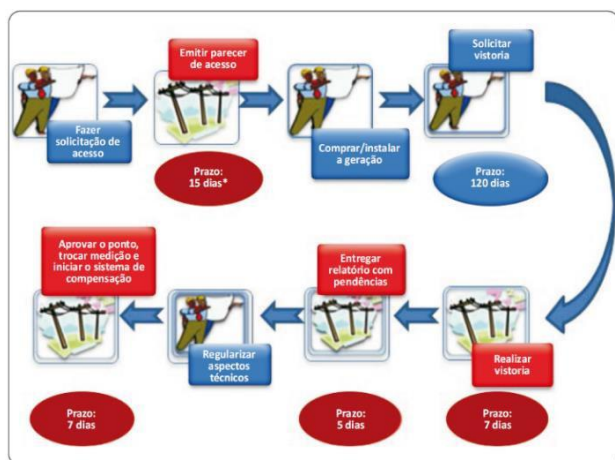 Fazer
solicitação de
acesso
Emitir parecer
de acesso
Prazo:
15 dias*
Comprar/instalar
a geração
Solicitar
vistoria
Prazo:
120 dias
Aprovar o ponto,
trocar medição e
iniciar o sistema de
compensação
Prazo:
7 dias
Regularizar
aspectos
técnicos
Entregar
relatório com
pendências
Prazo:
5 dias
Realizar
vistoria
Prazo:
7 dias